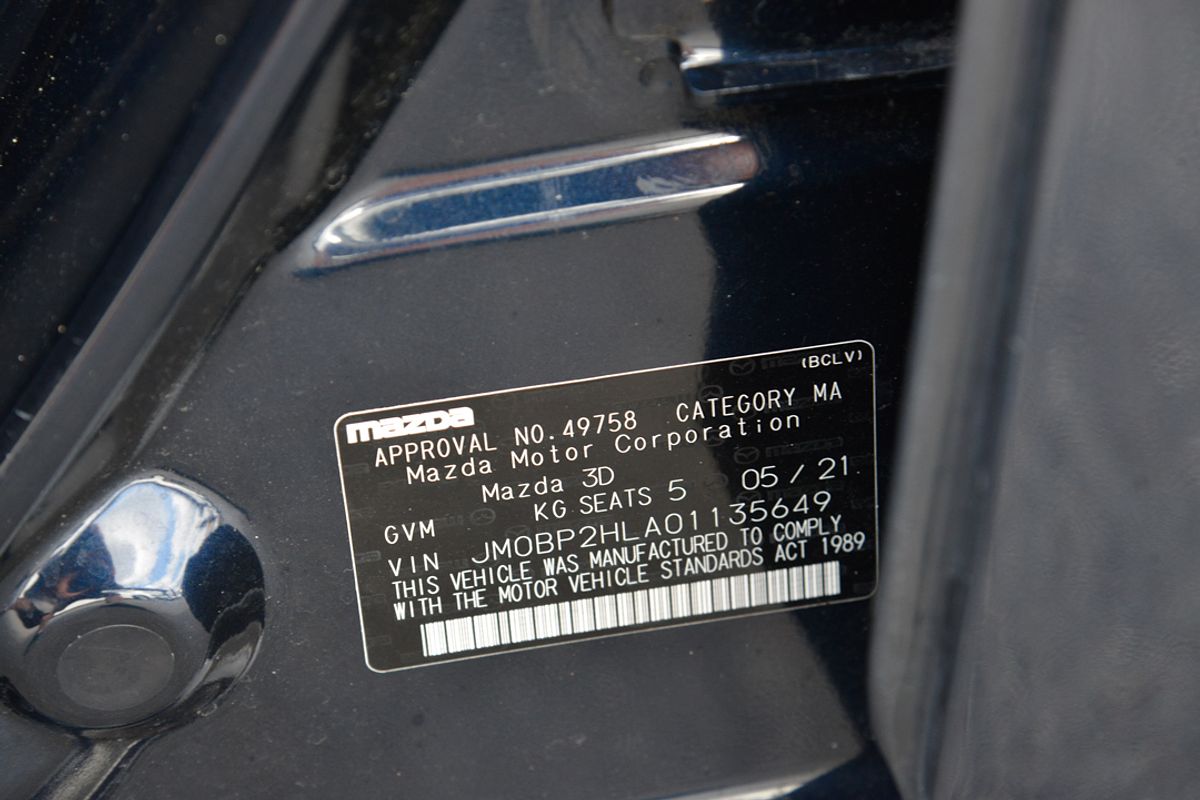 (BCLV)
mazda
APPROVAL NO.49758 CATEGORY MA
Mazda Motor Corporation
Mazda 3D
GVM KG SEATS 5 05/21
VIN JM0BP2HLA01135649
THIS VEHICLE WAS MANUFACTURED TO COMPLY
WITH THE MOTOR VEHICLE STANDARDS ACT 1989